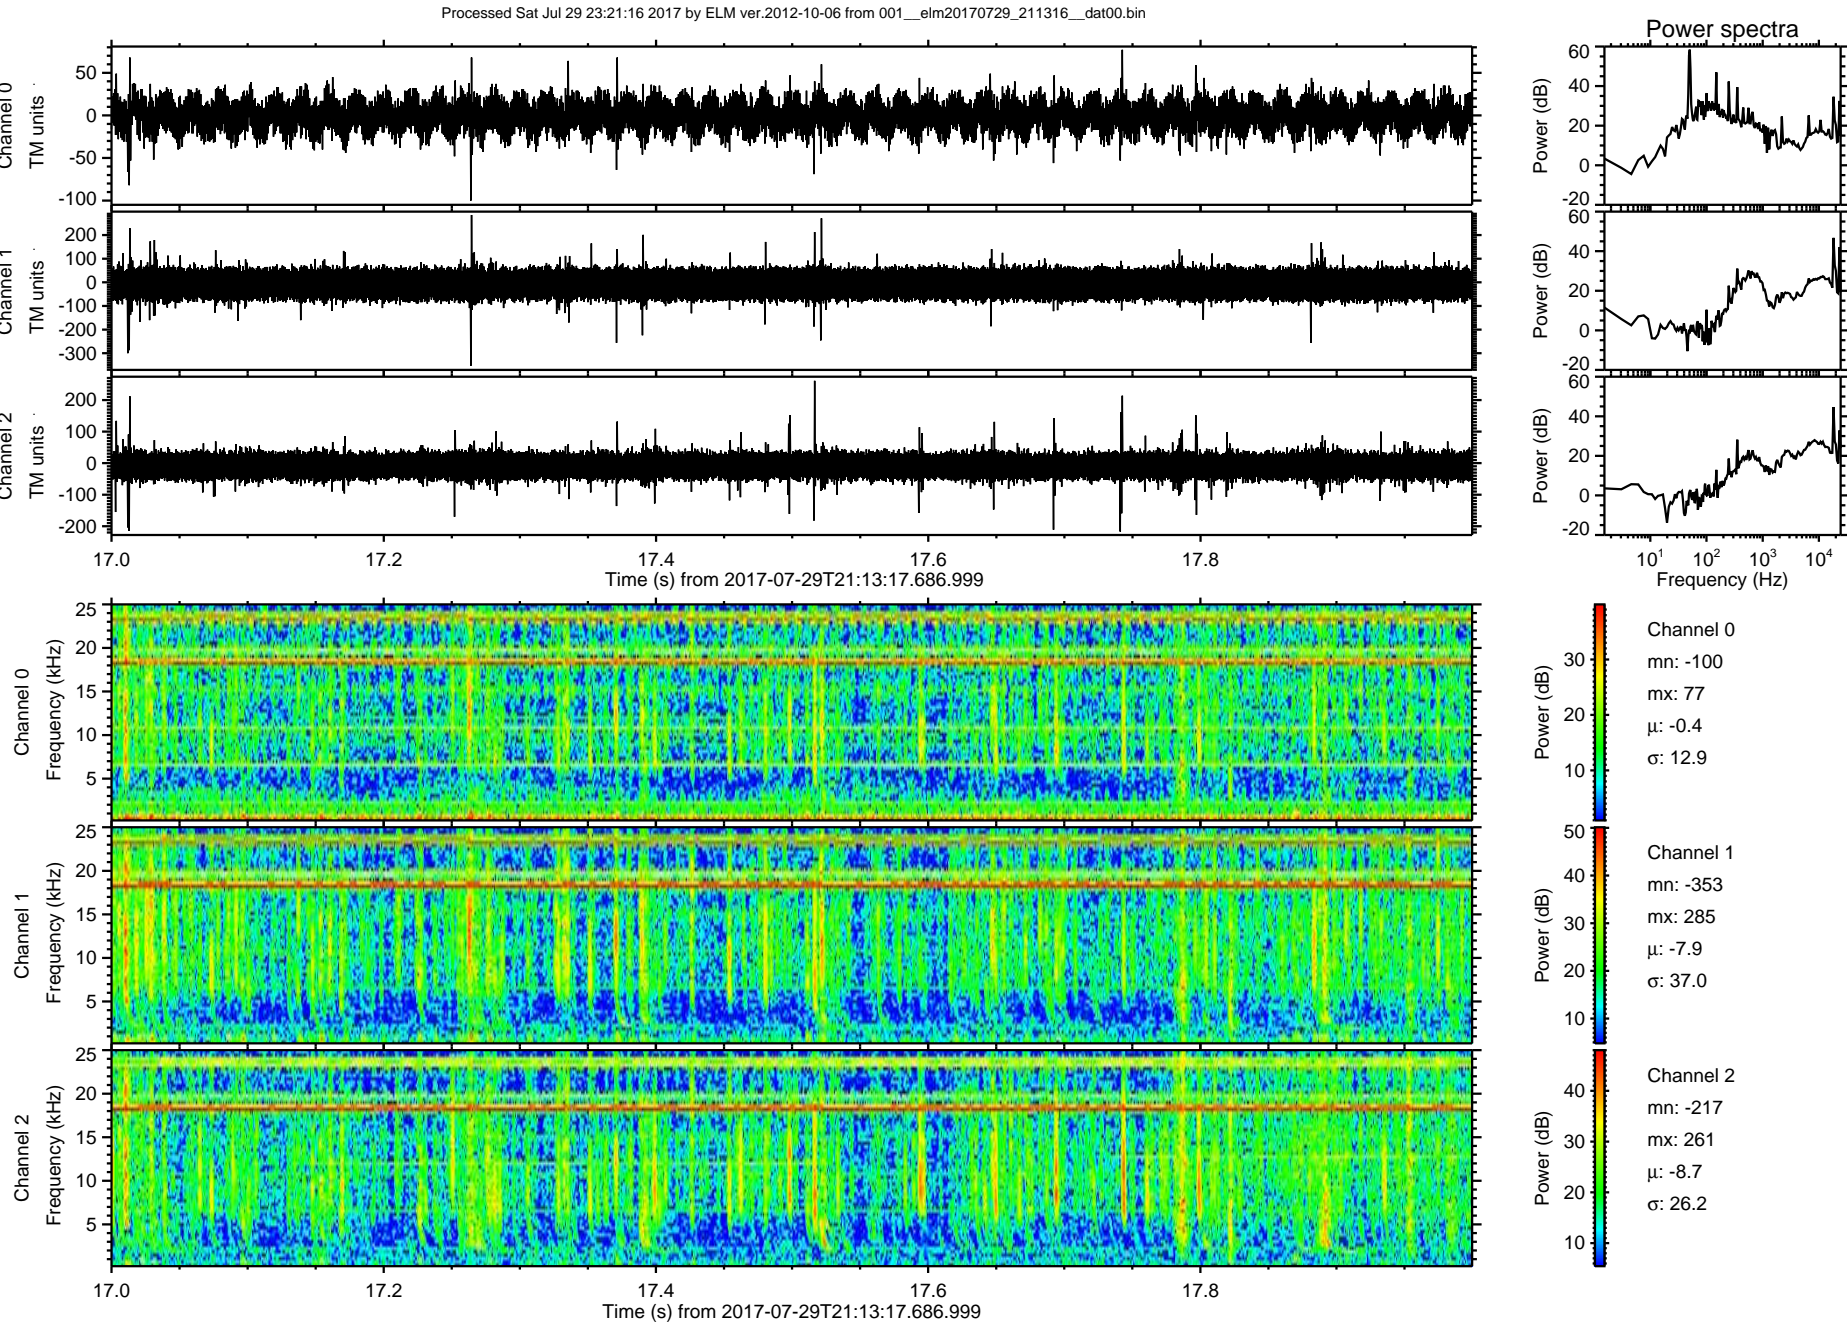 Processed Sat Jul 29 23:21:16 2017 by ELM ver.2012-10-06 from 001__elm20170729_211316__dat00.bin
Power spectra
Channel 0
TM units
50
0
-50
-100
Power (dB)
60
40
20
0
-20
Channel 1
TM units
200
100
0
-100
-200
-300
Power (dB)
60
40
20
0
-20
Channel 2
TM units
200
100
0
-100
-200
Power (dB)
60
40
20
0
-20
17.0 17.2 17.4 17.6 17.8
Time (s) from 2017-07-29T21:13:17.686.999
10^1 10^2 10^3 10^4
Frequency (Hz)
Channel 0
Frequency (kHz)
25
20
15
10
5
Power (dB)
30
20
10
Channel 0
mn: -100
mx: 77
μ: -0.4
σ: 12.9
Channel 1
Frequency (kHz)
25
20
15
10
5
Power (dB)
50
40
30
20
10
Channel 1
mn: -353
mx: 285
μ: -7.9
σ: 37.0
Channel 2
Frequency (kHz)
25
20
15
10
5
Power (dB)
40
30
20
10
Channel 2
mn: -217
mx: 261
μ: -8.7
σ: 26.2
17.0 17.2 17.4 17.6 17.8
Time (s) from 2017-07-29T21:13:17.686.999